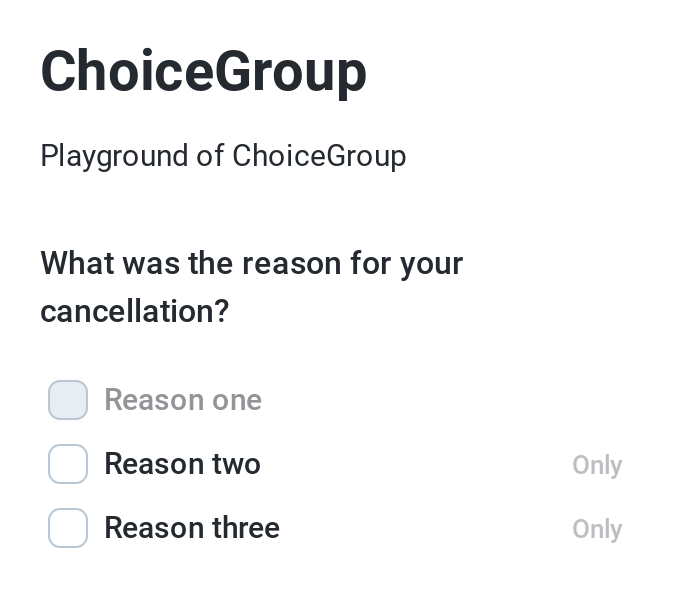 ChoiceGroup
Playground of ChoiceGroup
What was the reason for your
cancellation?
Reason one
Reason two Only
Reason three Only